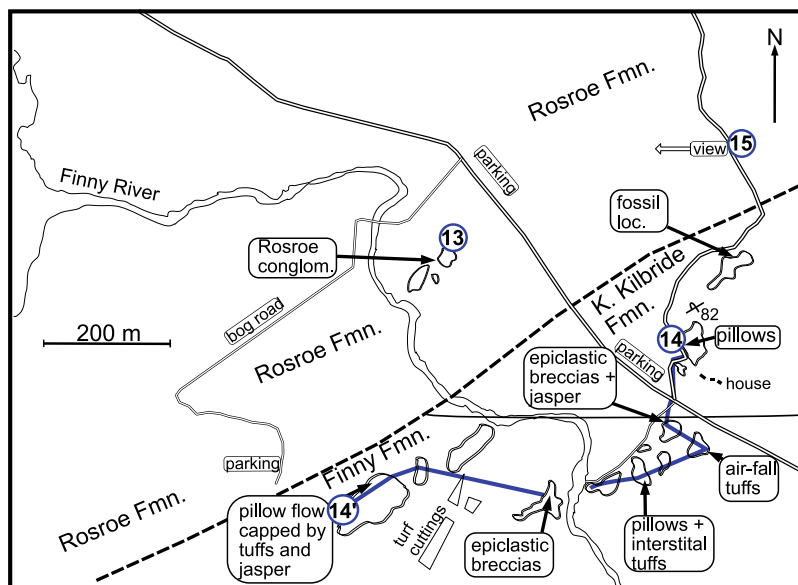 N
Rosroe Fmn.
15
view
parking
Finny River
fossil
loc.
13
Rosroe
conglom.
K. Kilbride
Fmn.
82
200 m
bog road
14
pillows
Rosroe Fmn.
parking
epiclastic
breccias +
jasper
house
Finny Fmn.
parking
air-fall
tuffs
Rosroe Fmn.
14'
pillow flow
capped by
tuffs and
jasper
turf
cuttings
epiclastic
breccias
pillows +
interstital
tuffs